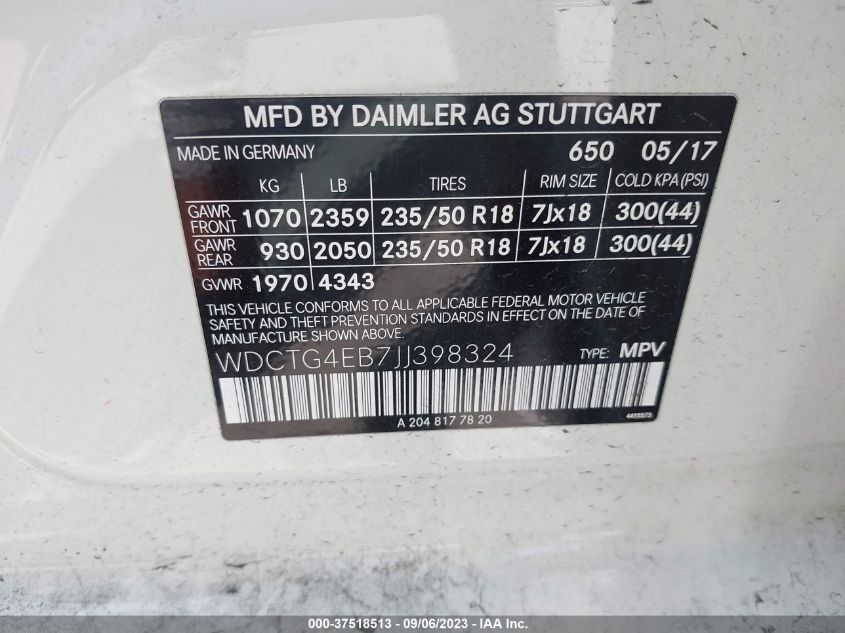 MFD BY DAIMLER AG STUTTGART
MADE IN GERMANY 650 05/17
KG LB TIRES RIM SIZE COLD KPA (PSI)
GAWR FRONT 1070 2359 235/50 R18 7Jx18 300(44)
GAWR REAR 930 2050 235/50 R18 7Jx18 300(44)
GVWR 1970 4343
THIS VEHICLE CONFORMS TO ALL APPLICABLE FEDERAL MOTOR VEHICLE
SAFETY AND THEFT PREVENTION STANDARDS IN EFFECT ON THE DATE OF
MANUFACTURE SHOWN ABOVE.
WDCTG4EB7JJ398324 TYPE: MPV
A 204 817 78 20 4455573
000-37518513 - 09/06/2023 - IAA Inc.